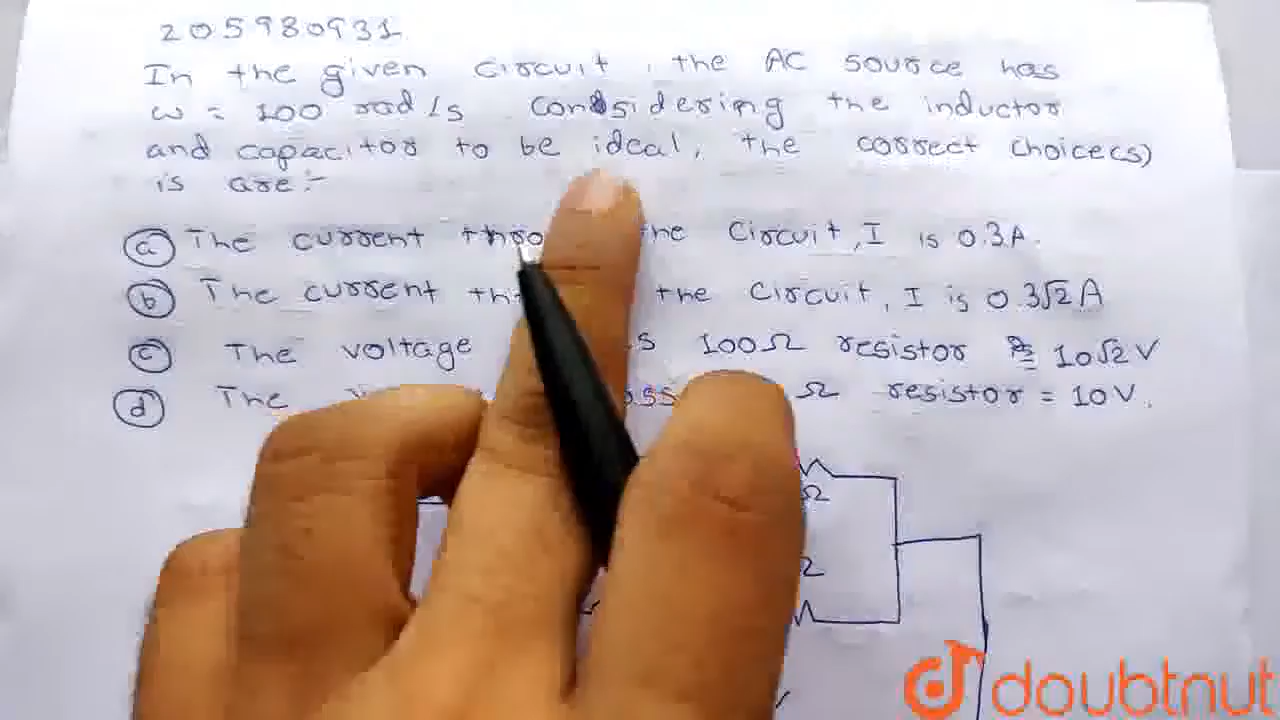 205980931
In the given circuit, the AC source has
ω = 100 rad/s considering the inductor
and capacitor to be ideal, the correct choice(s)
is are:-
(a) The current the circuit, I is 0.3A.
(b) The current the circuit, I is 0.3√2 A
(c) The voltage 100Ω resistor = 10√2 V
(d) The Ω resistor = 10V.
Ω
Ω
doubtnut